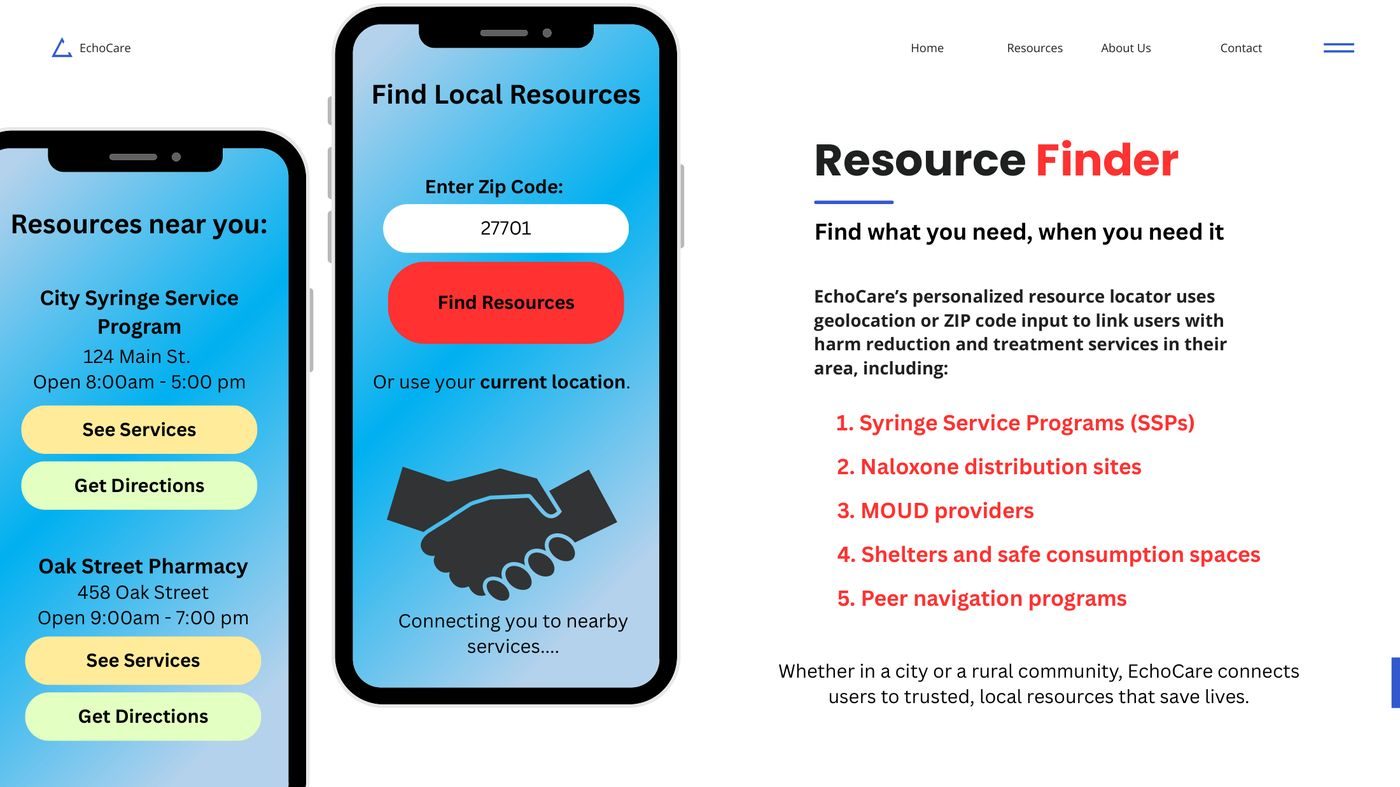 EchoCare
Home
Resources
About Us
Contact
Resources near you:
City Syringe Service
Program
124 Main St.
Open 8:00am - 5:00 pm
See Services
Get Directions
Oak Street Pharmacy
458 Oak Street
Open 9:00am - 7:00 pm
See Services
Get Directions
Find Local Resources
Enter Zip Code:
27701
Find Resources
Or use your current location.
Connecting you to nearby
services....
Resource Finder
Find what you need, when you need it
EchoCare’s personalized resource locator uses
geolocation or ZIP code input to link users with
harm reduction and treatment services in their
area, including:
1. Syringe Service Programs (SSPs)
2. Naloxone distribution sites
3. MOUD providers
4. Shelters and safe consumption spaces
5. Peer navigation programs
Whether in a city or a rural community, EchoCare connects
users to trusted, local resources that save lives.